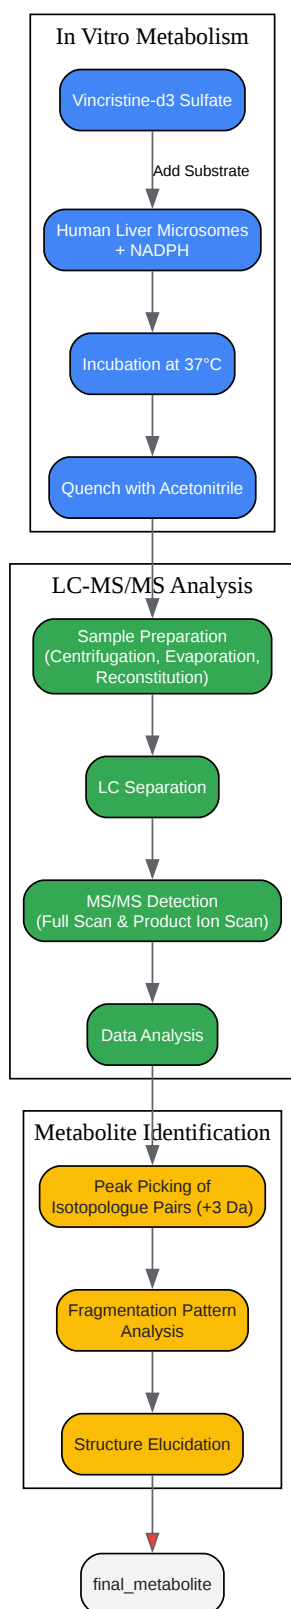 In Vitro Metabolism
Vincristine-d3 Sulfate
Add Substrate
Human Liver Microsomes
+ NADPH
Incubation at 37°C
Quench with Acetonitrile
LC-MS/MS Analysis
Sample Preparation
(Centrifugation, Evaporation,
Reconstitution)
LC Separation
MS/MS Detection
(Full Scan & Product Ion Scan)
Data Analysis
Metabolite Identification
Peak Picking of
Isotopologue Pairs (+3 Da)
Fragmentation Pattern
Analysis
Structure Elucidation
final_metabolite